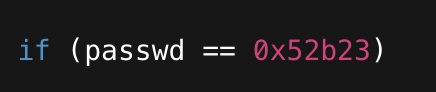 if (passwd == 0x52b23)